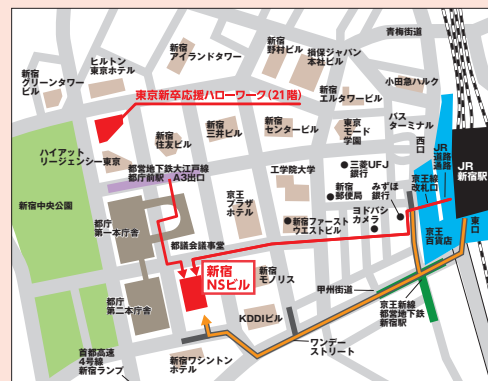 青梅街道
新宿
アイランドタワー
新宿
野村ビル
損保ジャパン
本社ビル
ヒルトン
東京ホテル
新宿
グリーンタワー
ビル
小田急ハルク
東京新卒応援ハローワーク(21階)
新宿
エルタワービル
バス
ターミナル
新宿
住友ビル
新宿
三井ビル
新宿
センタービル
東京
モード
学園
西口
JR
道路
通路
ハイアット
リージェンシー東京
都営地下鉄大江戸線
都庁前駅 A3出口
工学院大学
三菱UFJ
銀行
京王線
改札口
JR
新宿駅
新宿中央公園
京王
プラザ
ホテル
新宿
郵便局
みずほ
銀行
都庁
第一本庁舎
新宿ファースト
ウエストビル
ヨドバシ
カメラ
京王
百貨店
東口
都議会議事堂
新宿
NSビル
新宿
モノリス
甲州街道
都庁
第二本庁舎
KDDIビル
京王新線
都営地下鉄
新宿駅
首都高速
4号線
新宿ランプ
新宿ワシントン
ホテル
ワンデー
ストリート